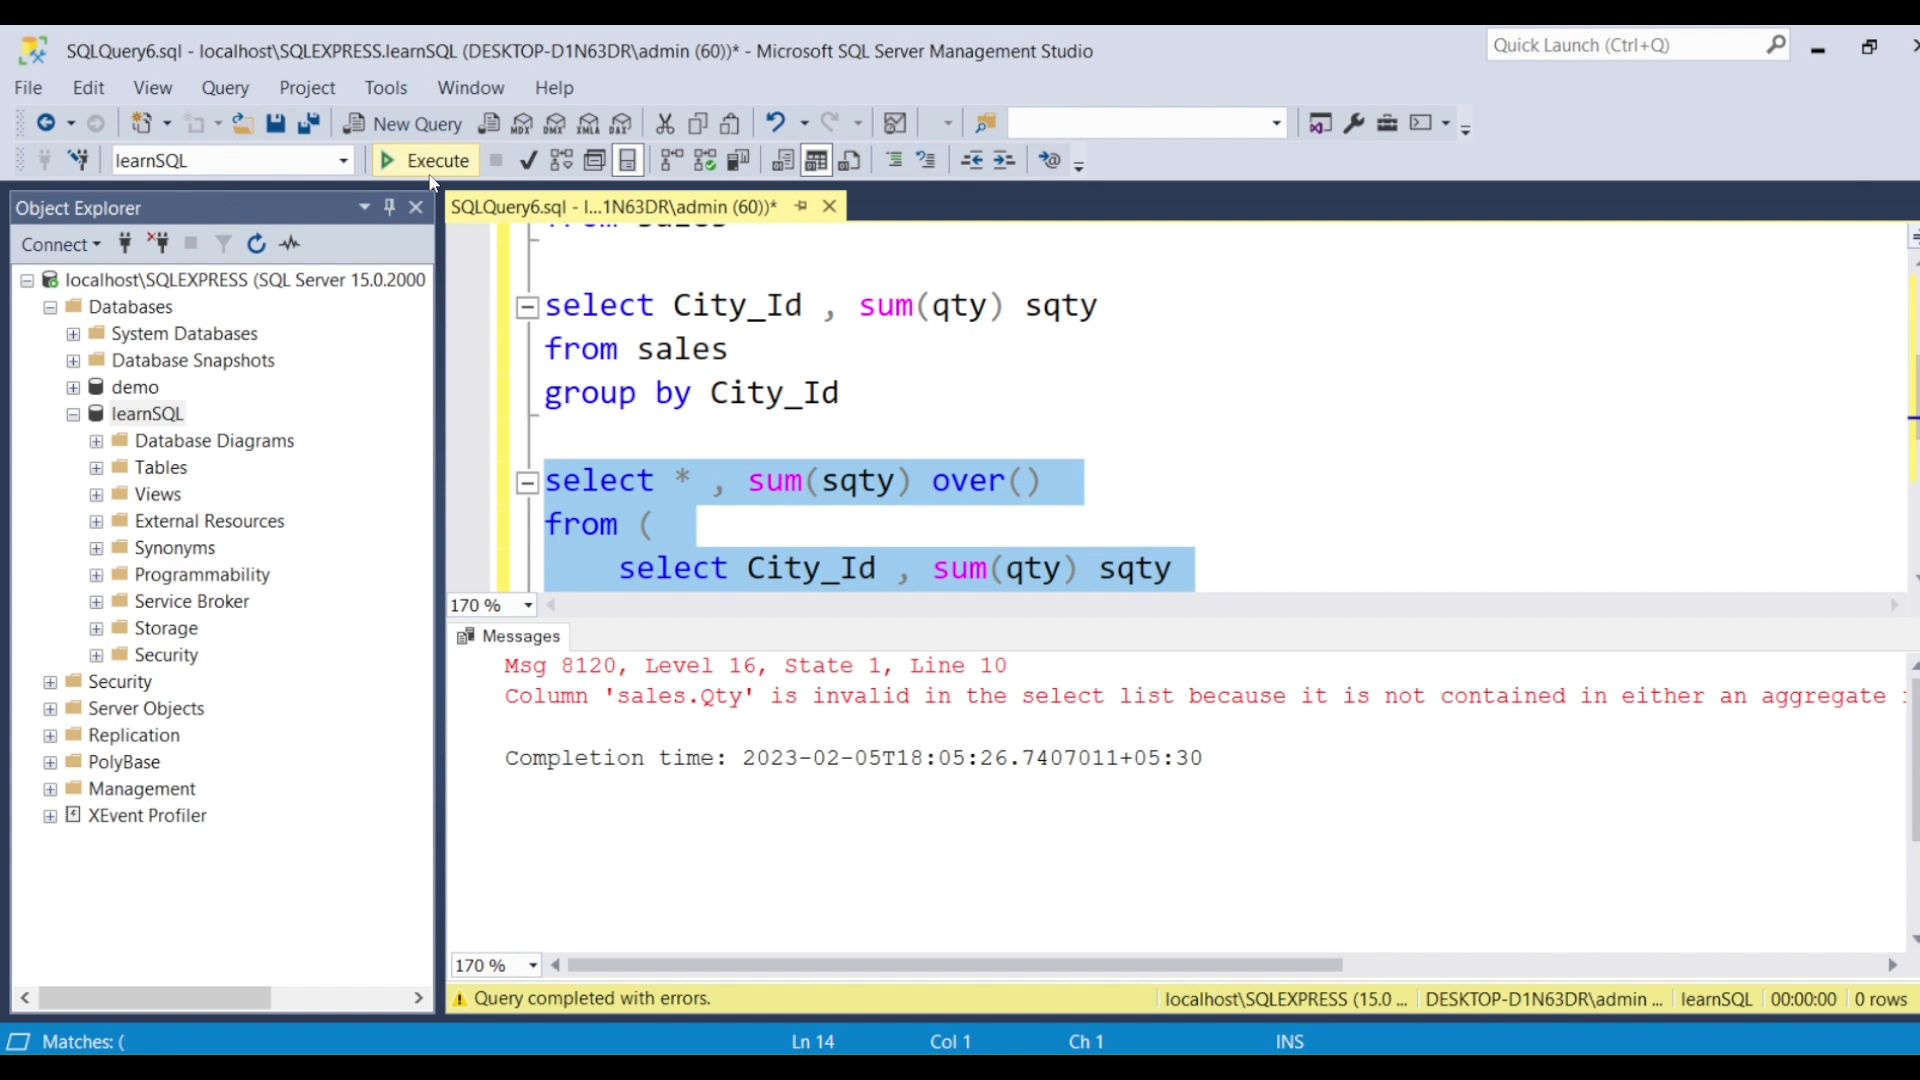 SQLQuery6.sql - localhost\SQLEXPRESS.learnSQL (DESKTOP-D1N63DR\admin (60))* - Microsoft SQL Server Management Studio
Quick Launch (Ctrl+Q)
File Edit View Query Project Tools Window Help
New Query MDX DMX XMLA DAX
learnSQL Execute
Object Explorer
SQLQuery6.sql - l...1N63DR\admin (60))*
Connect
localhost\SQLEXPRESS (SQL Server 15.0.2000
Databases
System Databases
Database Snapshots
demo
learnSQL
Database Diagrams
Tables
Views
External Resources
Synonyms
Programmability
Service Broker
Storage
Security
Security
Server Objects
Replication
PolyBase
Management
XEvent Profiler
from sales
select City_Id , sum(qty) sqty
from sales
group by City_Id
select * , sum(sqty) over()
from (
select City_Id , sum(qty) sqty
170 %
Messages
Msg 8120, Level 16, State 1, Line 10
Column 'sales.Qty' is invalid in the select list because it is not contained in either an aggregate
Completion time: 2023-02-05T18:05:26.7407011+05:30
170 %
Query completed with errors.
localhost\SQLEXPRESS (15.0 ... DESKTOP-D1N63DR\admin ... learnSQL 00:00:00 0 rows
Matches: ( Ln 14 Col 1 Ch 1 INS